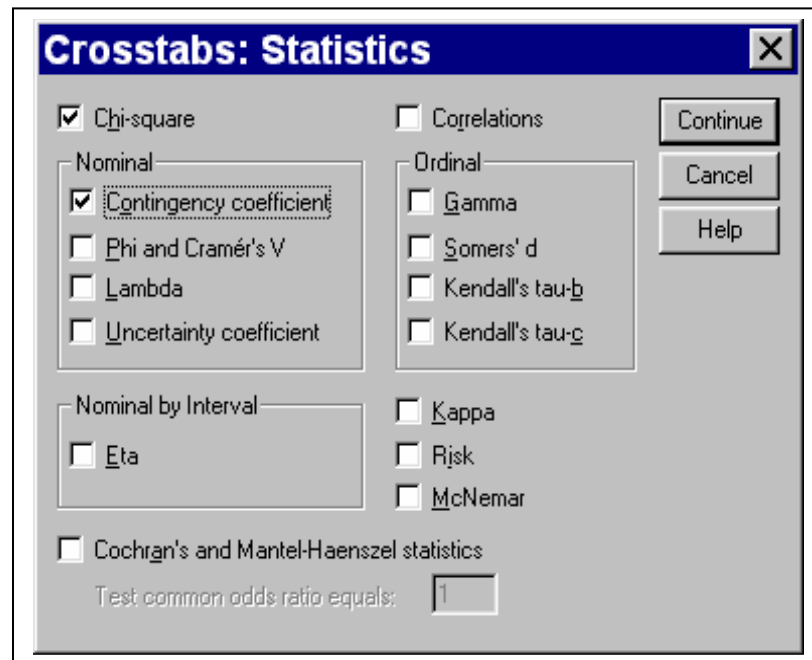 Crosstabs: Statistics
Chi-square
Correlations
Continue
Nominal
Ordinal
Cancel
Contingency coefficient
Gamma
Help
Phi and Cramér's V
Somers' d
Lambda
Kendall's tau-b
Uncertainty coefficient
Kendall's tau-c
Nominal by Interval
Kappa
Eta
Risk
McNemar
Cochran's and Mantel-Haenszel statistics
Test common odds ratio equals: 1